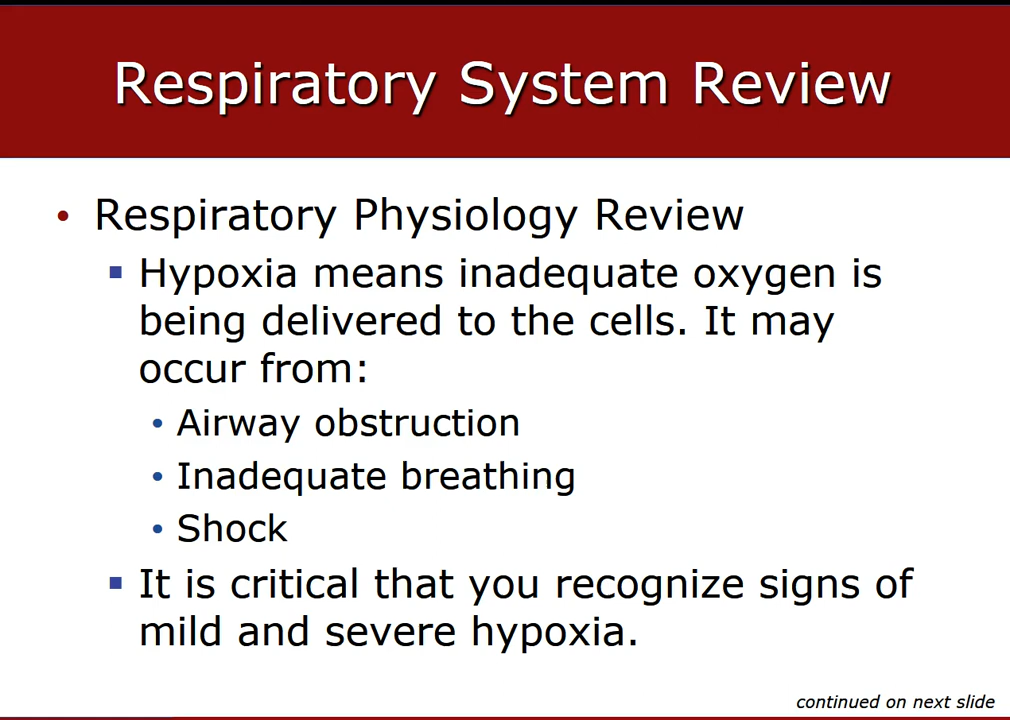 Respiratory System Review
• Respiratory Physiology Review
▪ Hypoxia means inadequate oxygen is
being delivered to the cells. It may
occur from:
• Airway obstruction
• Inadequate breathing
• Shock
▪ It is critical that you recognize signs of
mild and severe hypoxia.
continued on next slide